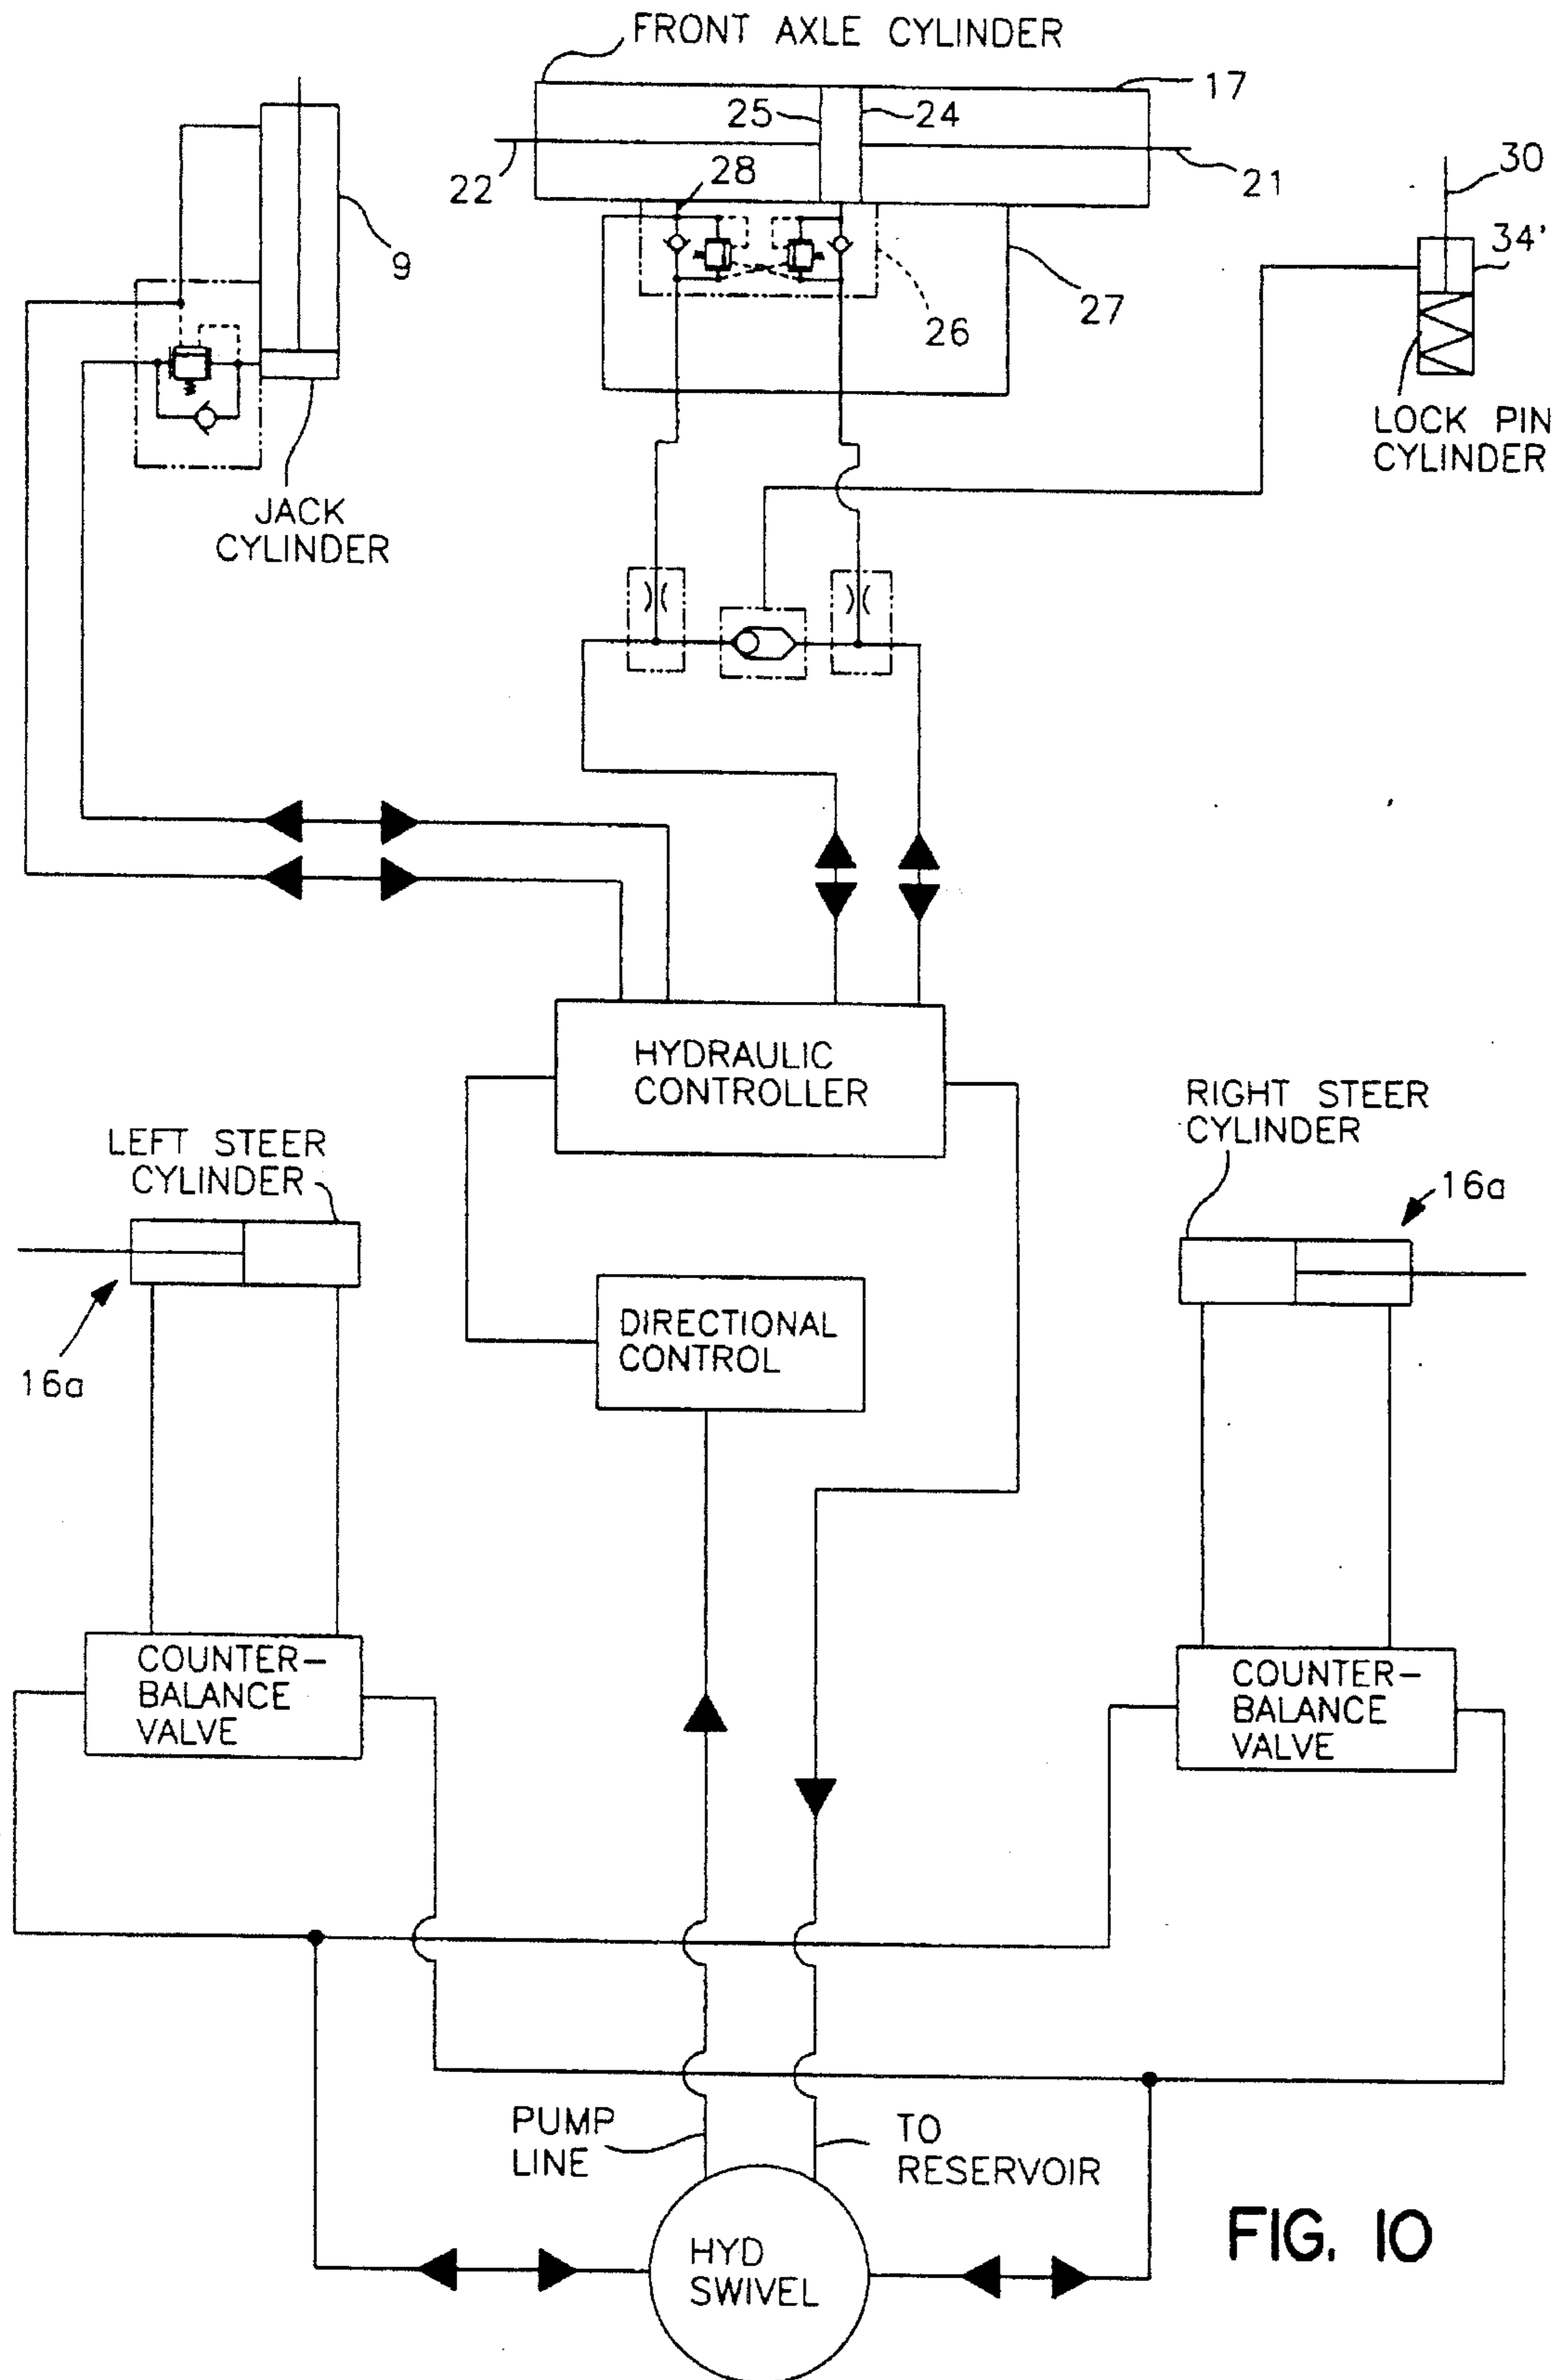 FRONT AXLE CYLINDER
17
25
24
22
28
21
30
34'
9
26
27
LOCK PIN
CYLINDER
JACK
CYLINDER
HYDRAULIC
CONTROLLER
RIGHT STEER
CYLINDER
LEFT STEER
CYLINDER
16a
DIRECTIONAL
CONTROL
16a
COUNTER-
BALANCE
VALVE
COUNTER-
BALANCE
VALVE
PUMP
LINE
TO
RESERVOIR
HYD
SWIVEL
FIG. 10